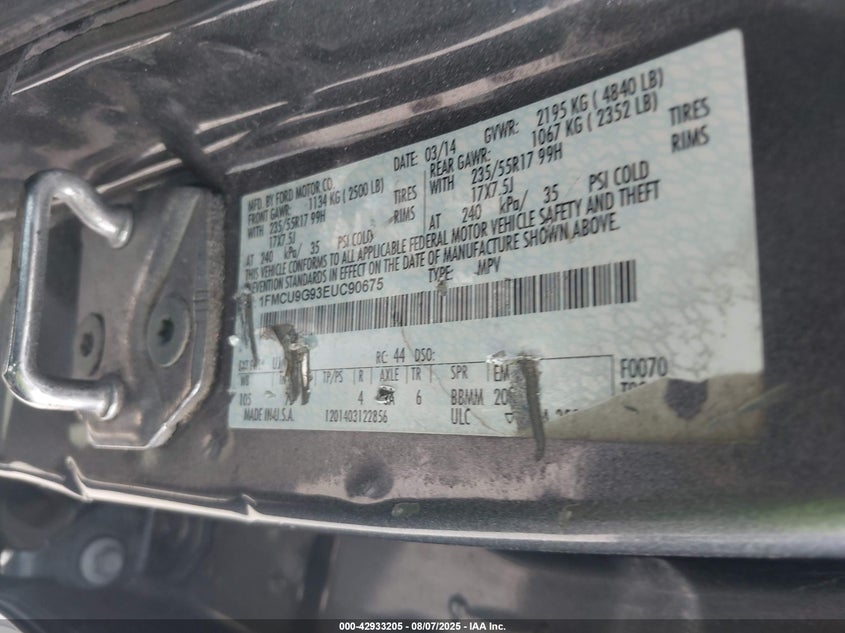 MFD. BY FORD MOTOR CO.
DATE: 03/14
GVWR: 2195 KG ( 4840 LB)
FRONT GAWR: 1134 KG ( 2500 LB)
REAR GAWR: 1067 KG ( 2352 LB)
WITH 235/55R17 99H TIRES
WITH 235/55R17 99H TIRES
17X7.5J RIMS
17X7.5J RIMS
AT 240 kPa/ 35 PSI COLD
AT 240 kPa/ 35 PSI COLD
THIS VEHICLE CONFORMS TO ALL APPLICABLE FEDERAL MOTOR VEHICLE SAFETY AND THEFT
PREVENTION STANDARDS IN EFFECT ON THE DATE OF MANUFACTURE SHOWN ABOVE.
1FMCU9G93EUC90675
TYPE: MPV
RC: 44 DSO:
F0070
WB TP/PS R AXLE TR SPR
105 4 6 BBMM
MADE IN U.S.A. 1201403122856 ULC
000-42933205 - 08/07/2025 - IAA Inc.